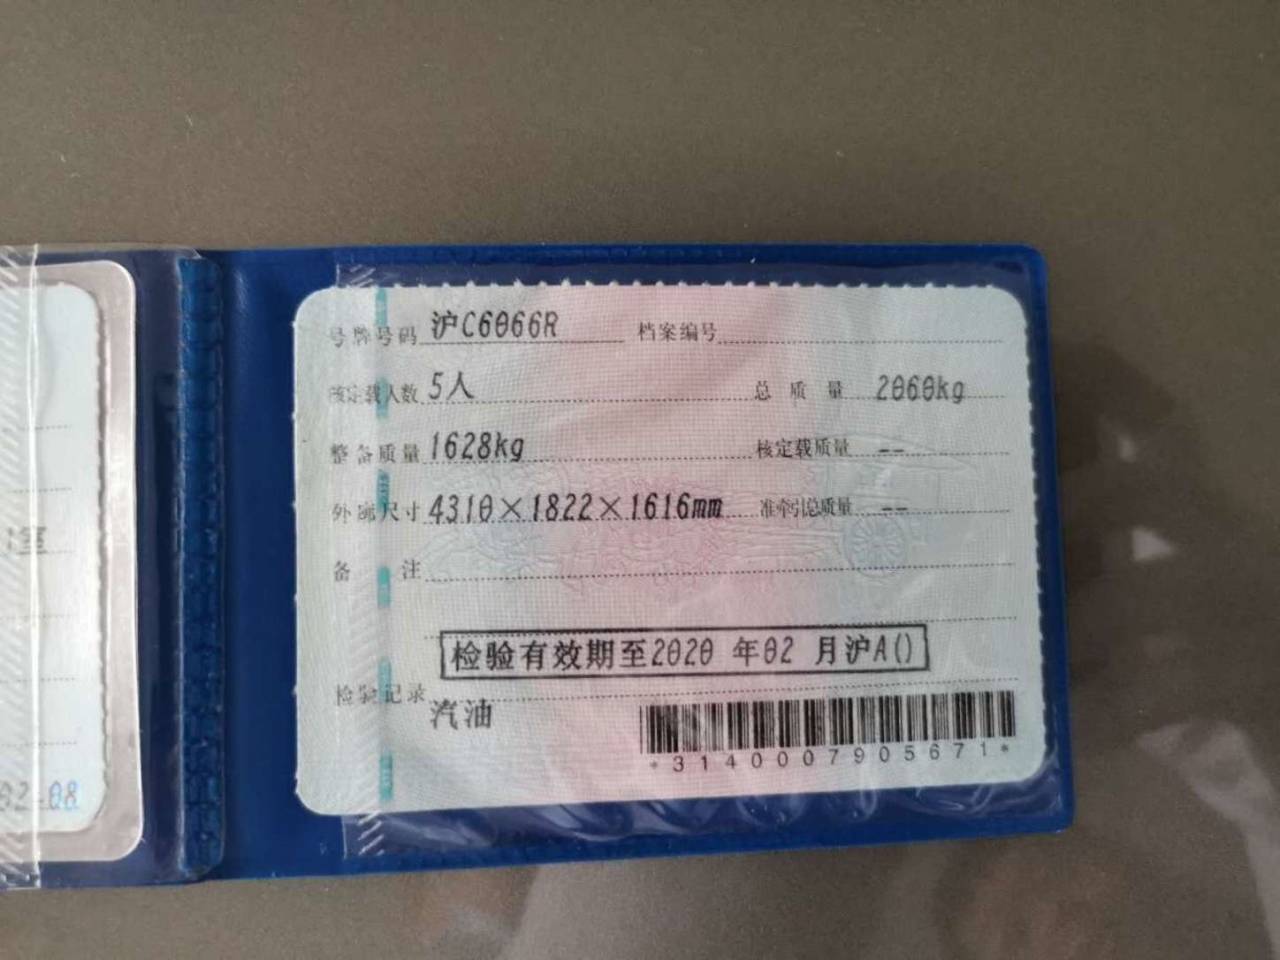 号牌号码 沪C6066R 档案编号
核定载人数 5人 总质量 2060kg
整备质量 1628kg 核定载质量 --
外廓尺寸 4310×1822×1616mm 准牵引总质量 --
备注
检验有效期至2020 年02 月沪A()
检验记录
汽油
*3140007905671*
02-08